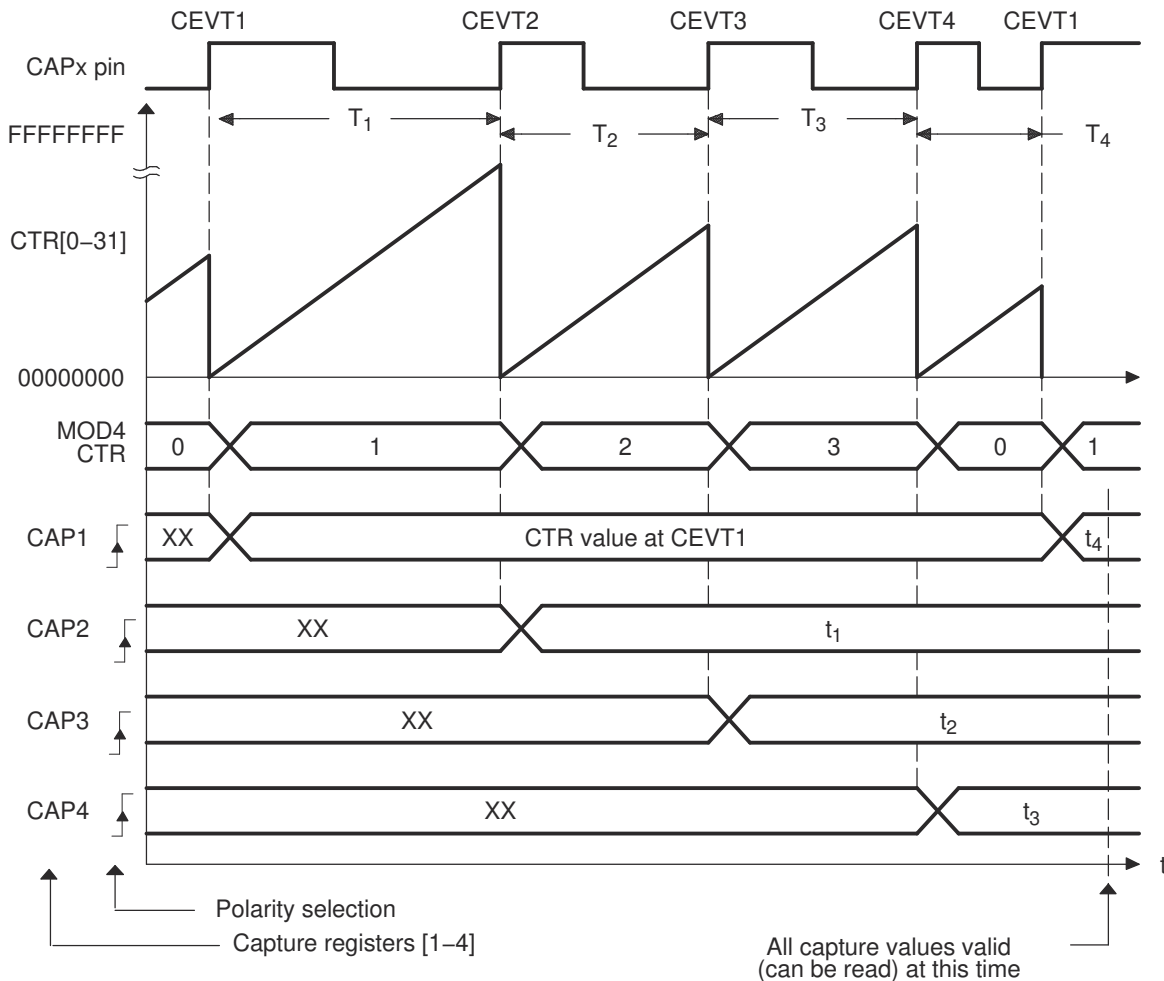 CEVT1 CEVT2 CEVT3 CEVT4 CEVT1
CAPx pin
T1 T2 T3 T4
FFFFFFFF
CTR[0−31]
00000000
MOD4
CTR
0 1 2 3 0 1
CAP1 XX CTR value at CEVT1 t4
CAP2 XX t1
CAP3 XX t2
CAP4 XX t3
t
Polarity selection
Capture registers [1−4]
All capture values valid
(can be read) at this time